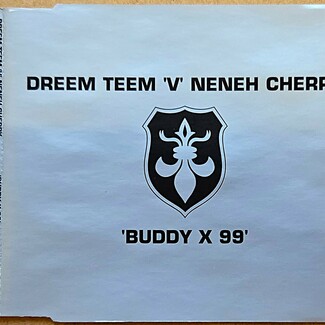 DREEM TEEM 'V' NENEH CHERR
'BUDDY X 99'